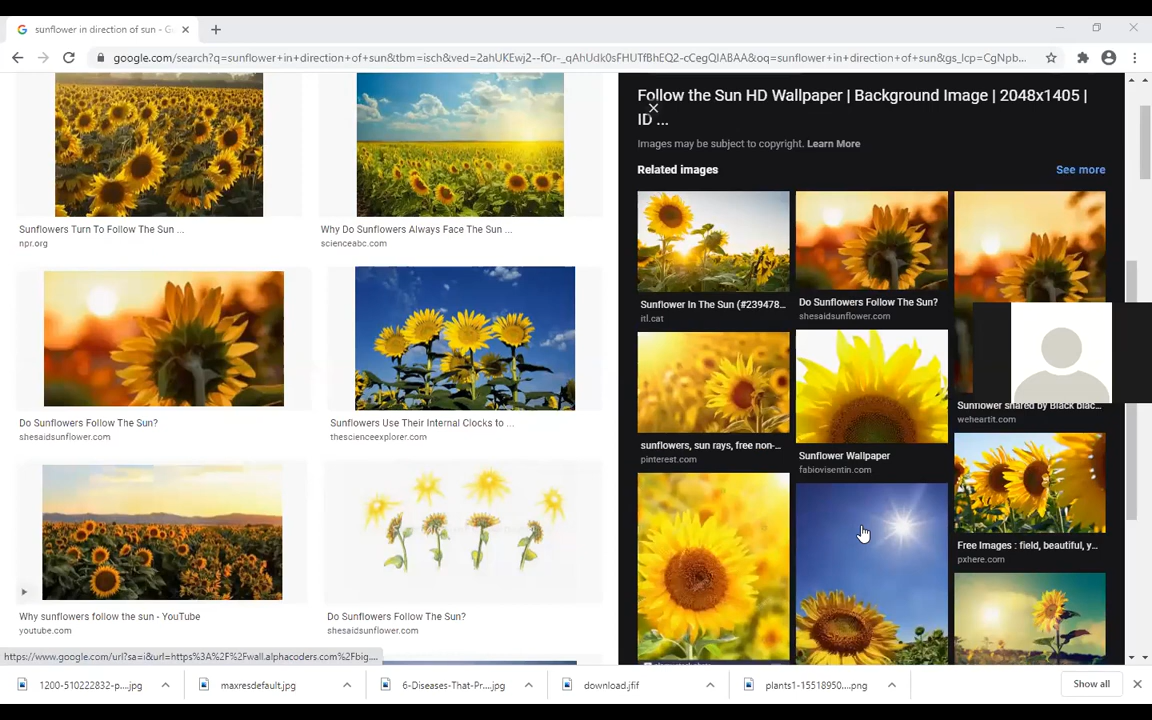 sunflower in direction of sun - G
google.com/search?q=sunflower+in+direction+of+sun&tbm=isch&ved=2ahUKEwj2--fOr-_qAhUdk0sFHUTfBhEQ2-cCegQIABAA&oq=sunflower+in+direction+of+sun&gs_lcp=CgNpb...
Follow the Sun HD Wallpaper | Background Image | 2048x1405 |
ID ...
Images may be subject to copyright. Learn More
Related images
See more
Sunflowers Turn To Follow The Sun ...
npr.org
Why Do Sunflowers Always Face The Sun ...
scienceabc.com
Sunflower In The Sun (#239478...
itl.cat
Do Sunflowers Follow The Sun?
shesaidsunflower.com
Sunflower shared by Black blac...
weheartit.com
Do Sunflowers Follow The Sun?
shesaidsunflower.com
Sunflowers Use Their Internal Clocks to ...
thescienceexplorer.com
sunflowers, sun rays, free non-...
pinterest.com
Sunflower Wallpaper
fabiovisentin.com
Free Images : field, beautiful, y...
pxhere.com
Why sunflowers follow the sun - YouTube
youtube.com
Do Sunflowers Follow The Sun?
shesaidsunflower.com
https://www.google.com/url?sa=i&url=https%3A%2F%2Fwall.alphacoders.com%2Fbig....
1200-510222832-p....jpg
maxresdefault.jpg
6-Diseases-That-Pr....jpg
download.jfif
plants1-15518950....png
Show all